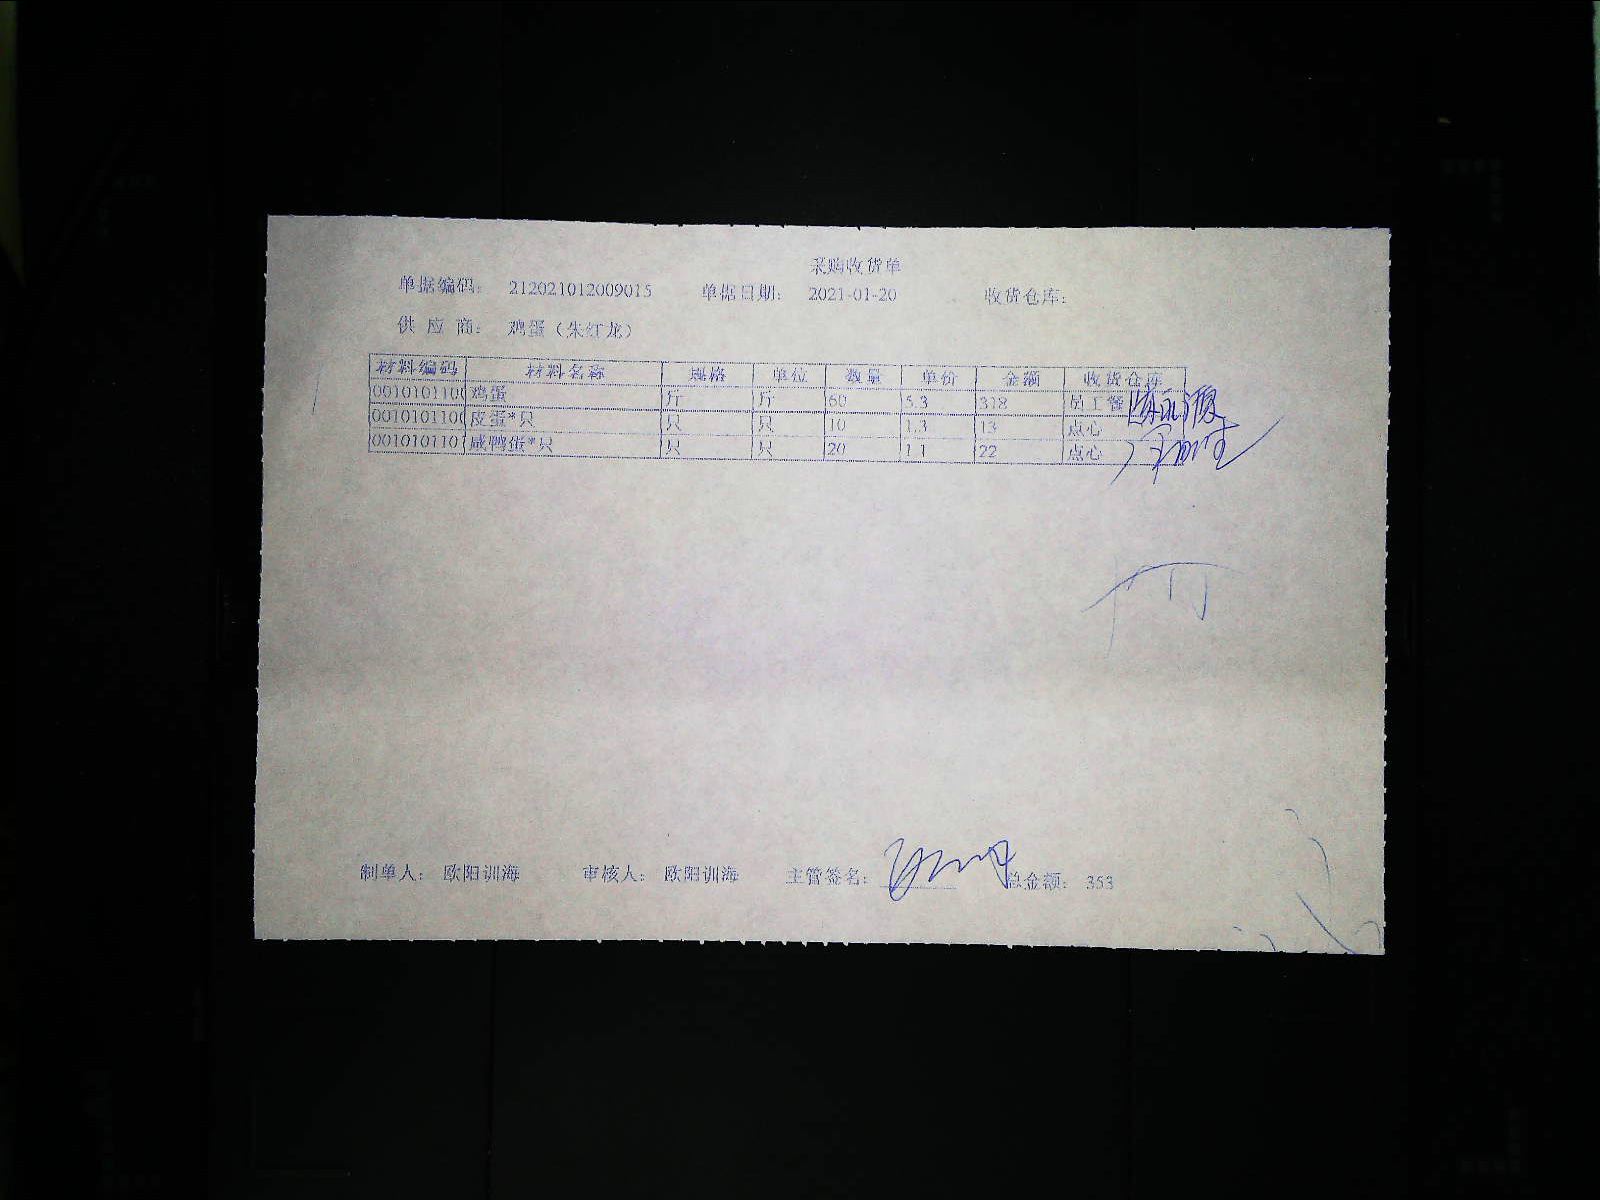 采购收货单
单据编码： 212021012009015 单据日期： 2021-01-20 收货仓库：
供 应 商： 鸡蛋（朱红龙）
材料编码 材料名称 规格 单位 数量 单价 金额 收货仓库
0010101100 鸡蛋 斤 斤 60 5.3 318 员工餐
0010101100 皮蛋*只 只 只 10 1.3 13 点心
0010101101 咸鸭蛋*只 只 只 20 1.1 22 点心
制单人： 欧阳训海 审核人： 欧阳训海 主管签名： 总金额： 353